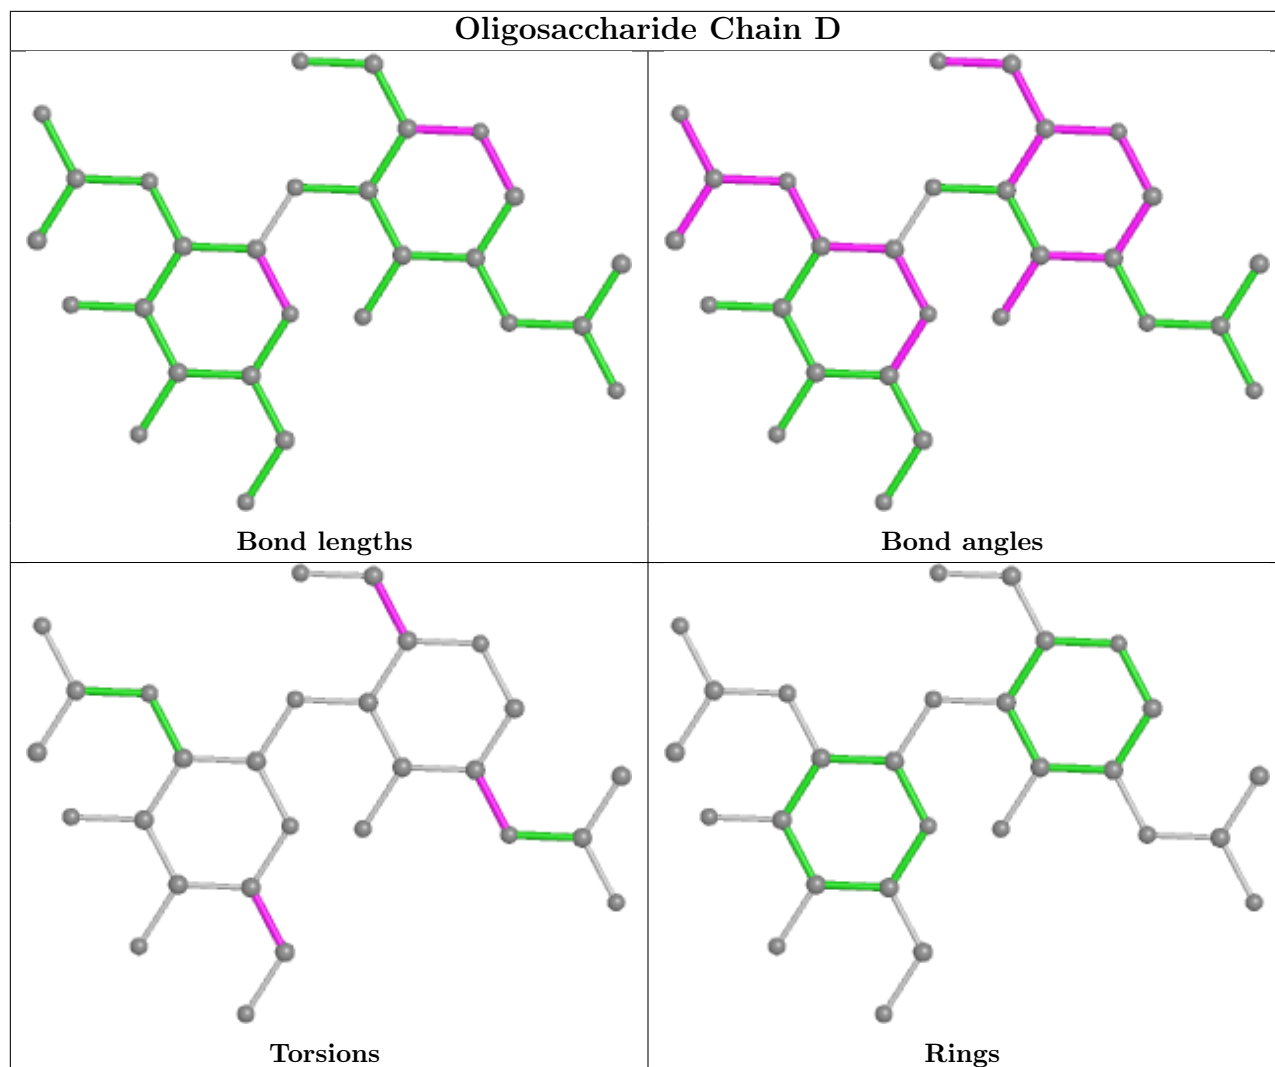 Oligosaccharide Chain D
Bond lengths
Bond angles
Torsions
Rings